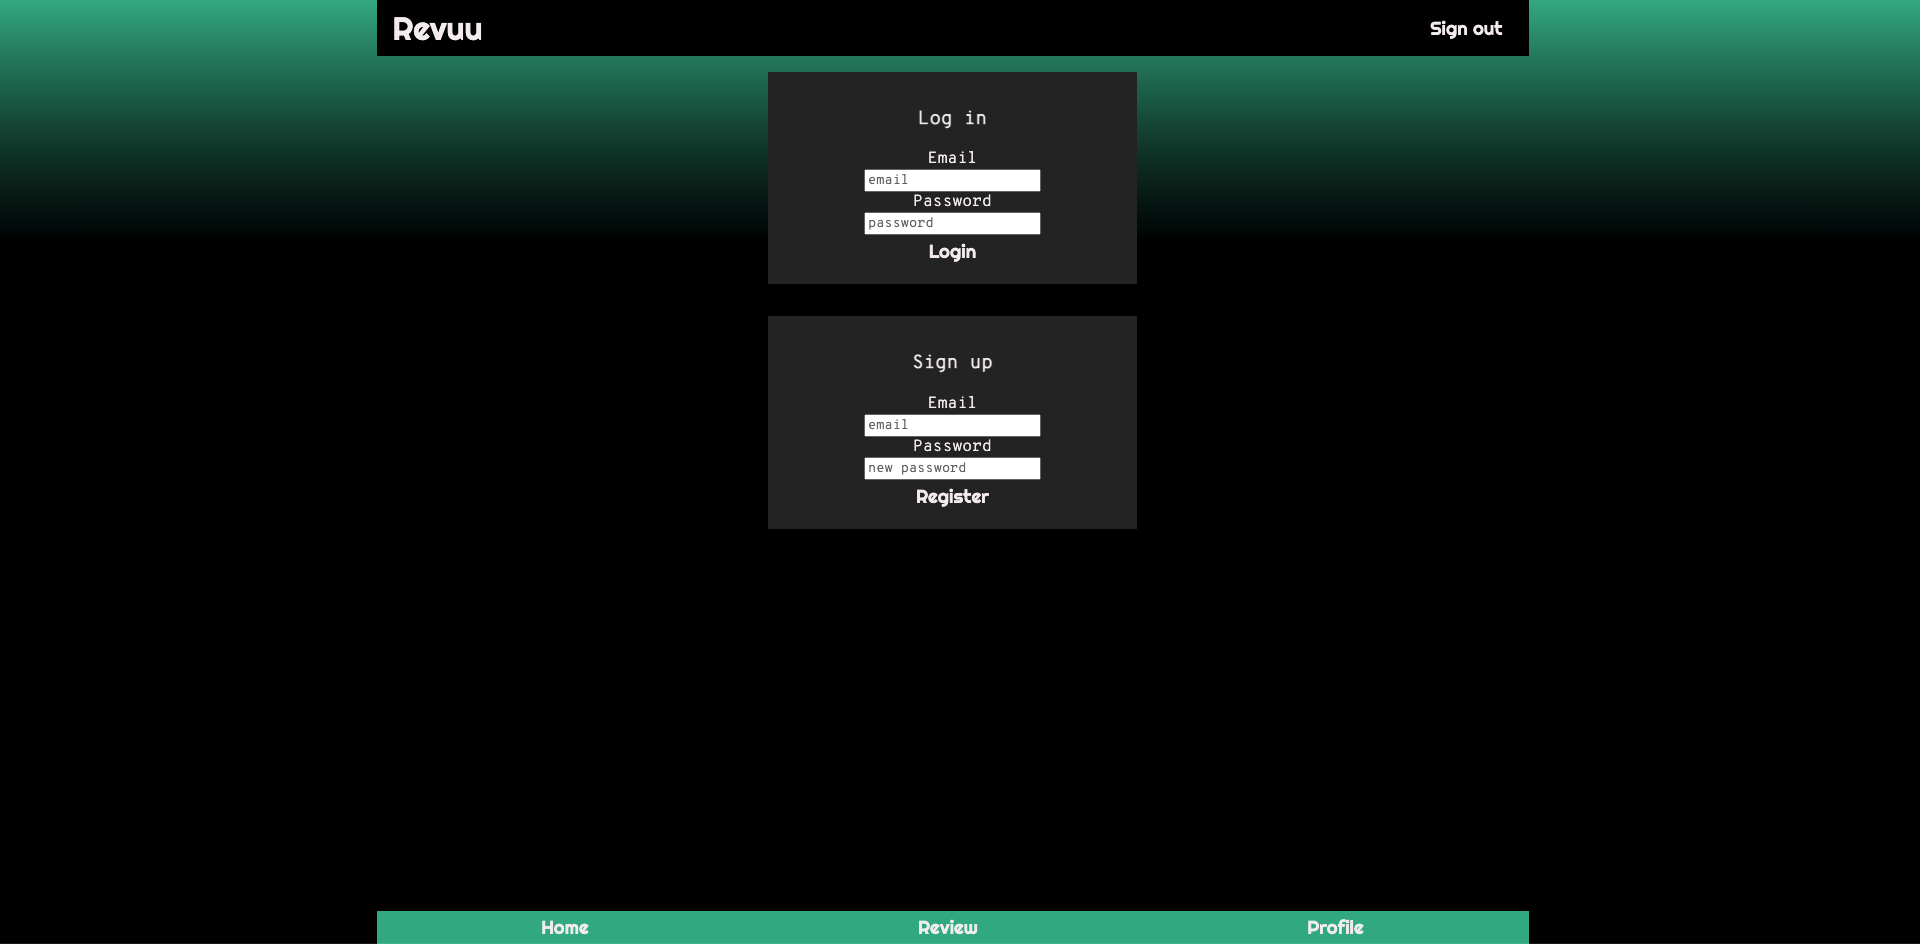 Revuu
Sign out
Log in
Email
email
Password
password
Login
Sign up
Email
email
Password
new password
Register
Home Review Profile